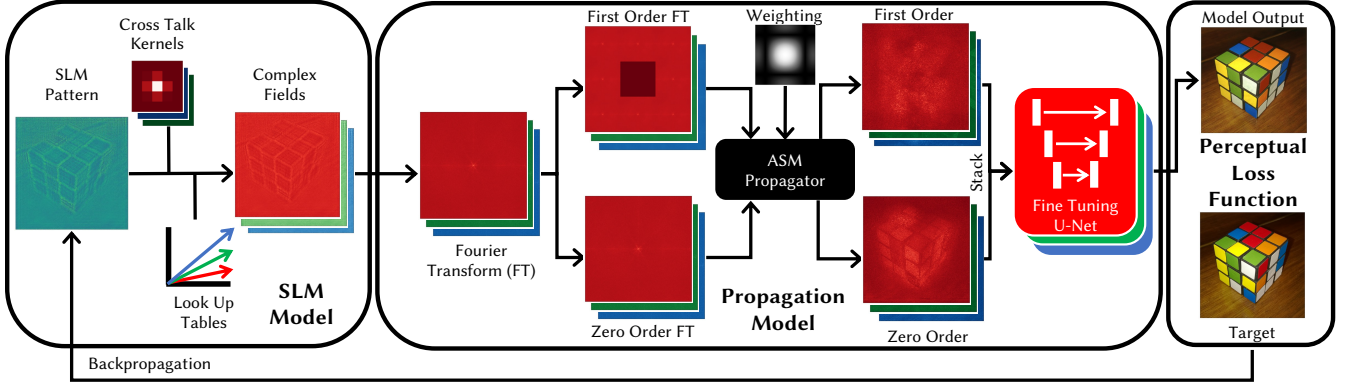 Cross Talk
Kernels
SLM
Pattern
Complex
Fields
Look Up
Tables
SLM
Model
Backpropagation
Fourier
Transform (FT)
First Order FT
Zero Order FT
Weighting
ASM
Propagator
Propagation
Model
First Order
Zero Order
Stack
Fine Tuning
U-Net
Model Output
Perceptual
Loss
Function
Target